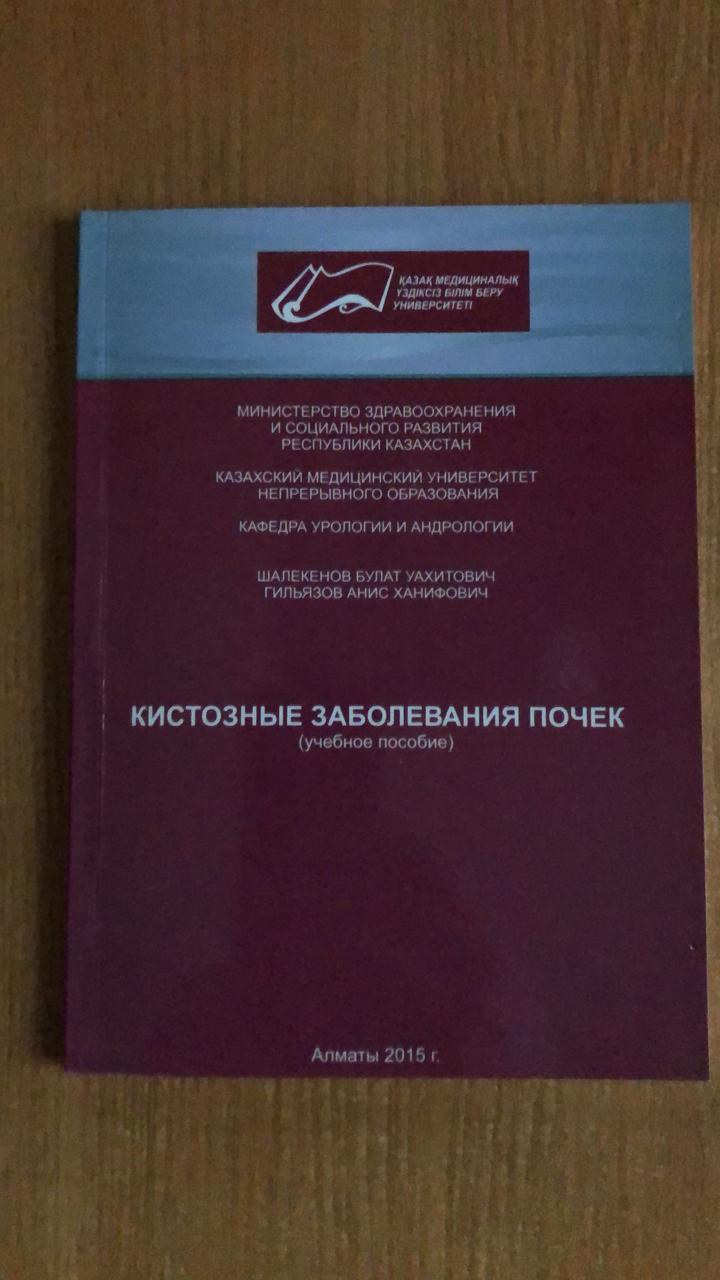 ҚАЗАҚ МЕДИЦИНАЛЫҚ
ҮЗДІКСІЗ БІЛІМ БЕРУ
УНИВЕРСИТЕТІ
МИНИСТЕРСТВО ЗДРАВООХРАНЕНИЯ
И СОЦИАЛЬНОГО РАЗВИТИЯ
РЕСПУБЛИКИ КАЗАХСТАН
КАЗАХСКИЙ МЕДИЦИНСКИЙ УНИВЕРСИТЕТ
НЕПРЕРЫВНОГО ОБРАЗОВАНИЯ
КАФЕДРА УРОЛОГИИ И АНДРОЛОГИИ
ШАЛЕКЕНОВ БУЛАТ УАХИТОВИЧ
ГИЛЬЯЗОВ АНИС ХАНИФОВИЧ
КИСТОЗНЫЕ ЗАБОЛЕВАНИЯ ПОЧЕК
(учебное пособие)
Алматы 2015 г.